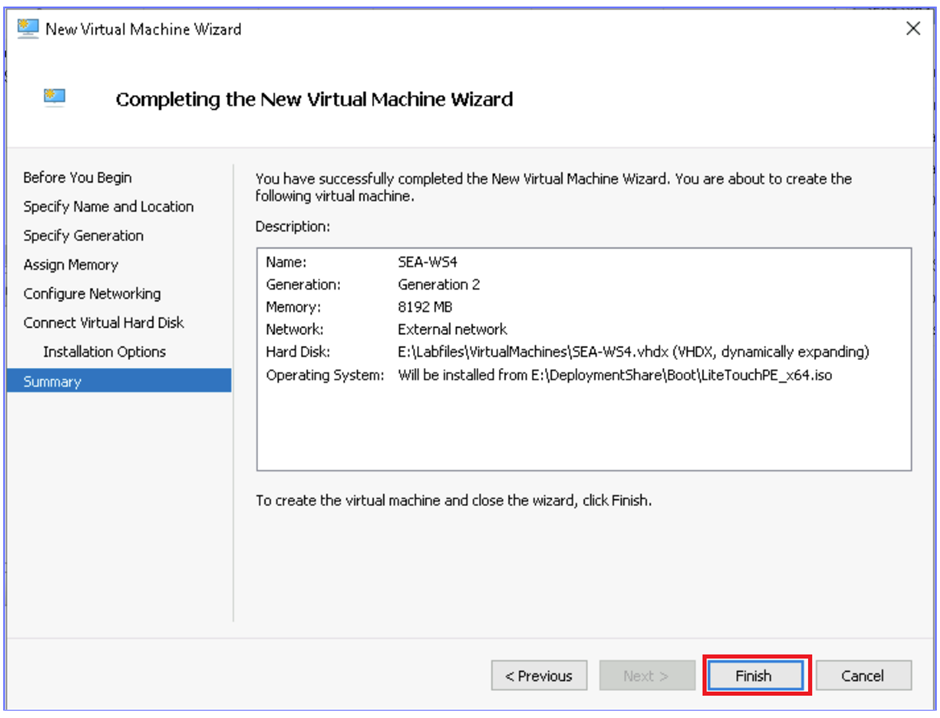 New Virtual Machine Wizard
Completing the New Virtual Machine Wizard
Before You Begin
Specify Name and Location
Specify Generation
Assign Memory
Configure Networking
Connect Virtual Hard Disk
Installation Options
Summary
You have successfully completed the New Virtual Machine Wizard. You are about to create the
following virtual machine.
Description:
Name: SEA-WS4
Generation: Generation 2
Memory: 8192 MB
Network: External network
Hard Disk: E:\Labfiles\VirtualMachines\SEA-WS4.vhdx (VHDX, dynamically expanding)
Operating System: Will be installed from E:\DeploymentShare\Boot\LiteTouchPE_x64.iso
To create the virtual machine and close the wizard, click Finish.
< Previous
Next >
Finish
Cancel